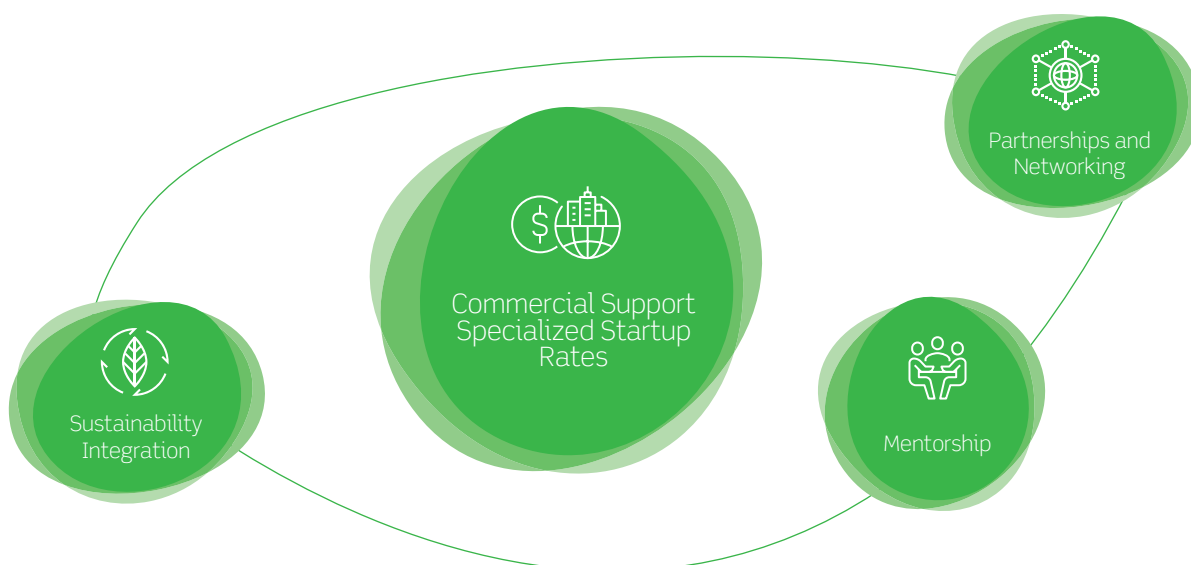 Partnerships and
Networking
Commercial Support
Specialized Startup
Rates
Sustainability
Integration
Mentorship